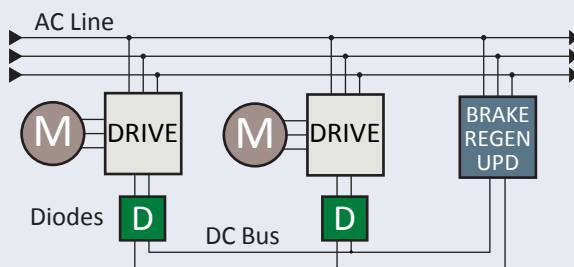 AC Line
M
DRIVE
M
DRIVE
BRAKE
REGEN
UPD
Diodes
D
D
DC Bus